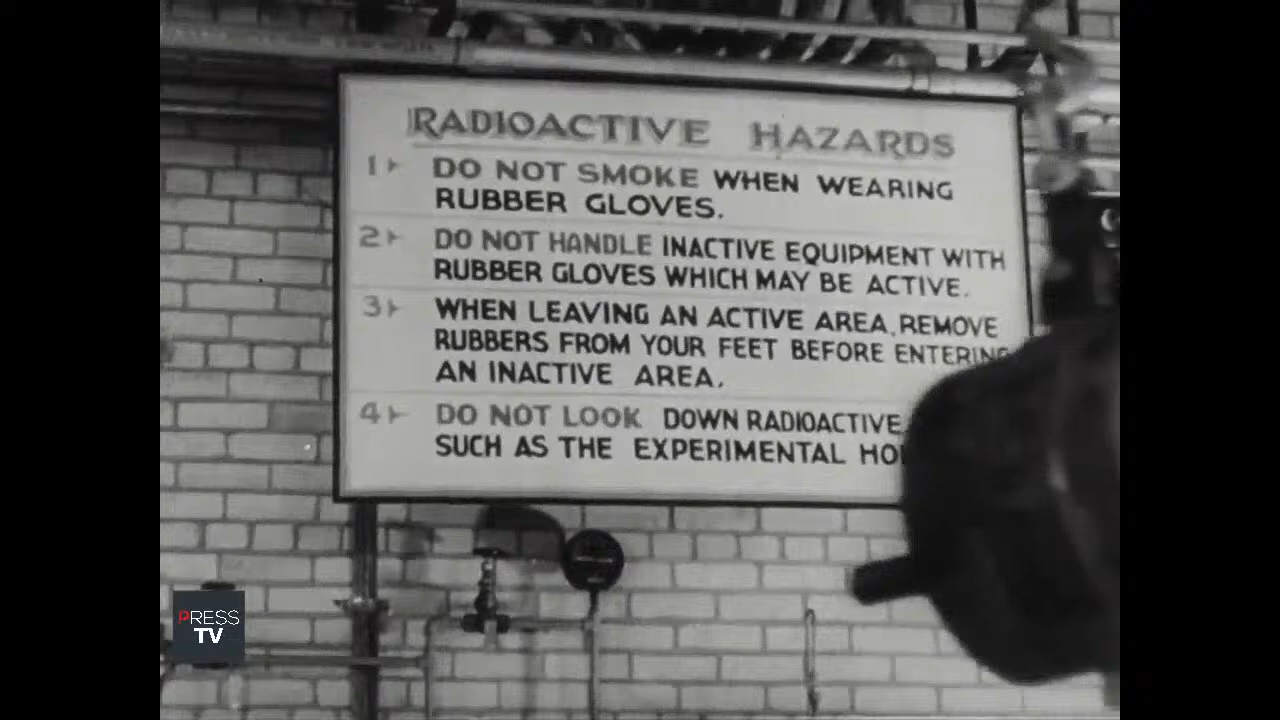 RADIOACTIVE HAZARDS
1 DO NOT SMOKE WHEN WEARING
RUBBER GLOVES.
2 DO NOT HANDLE INACTIVE EQUIPMENT WITH
RUBBER GLOVES WHICH MAY BE ACTIVE.
3 WHEN LEAVING AN ACTIVE AREA, REMOVE
RUBBERS FROM YOUR FEET BEFORE ENTERING
AN INACTIVE AREA.
4 DO NOT LOOK DOWN RADIOACTIVE
SUCH AS THE EXPERIMENTAL
PRESS
TV